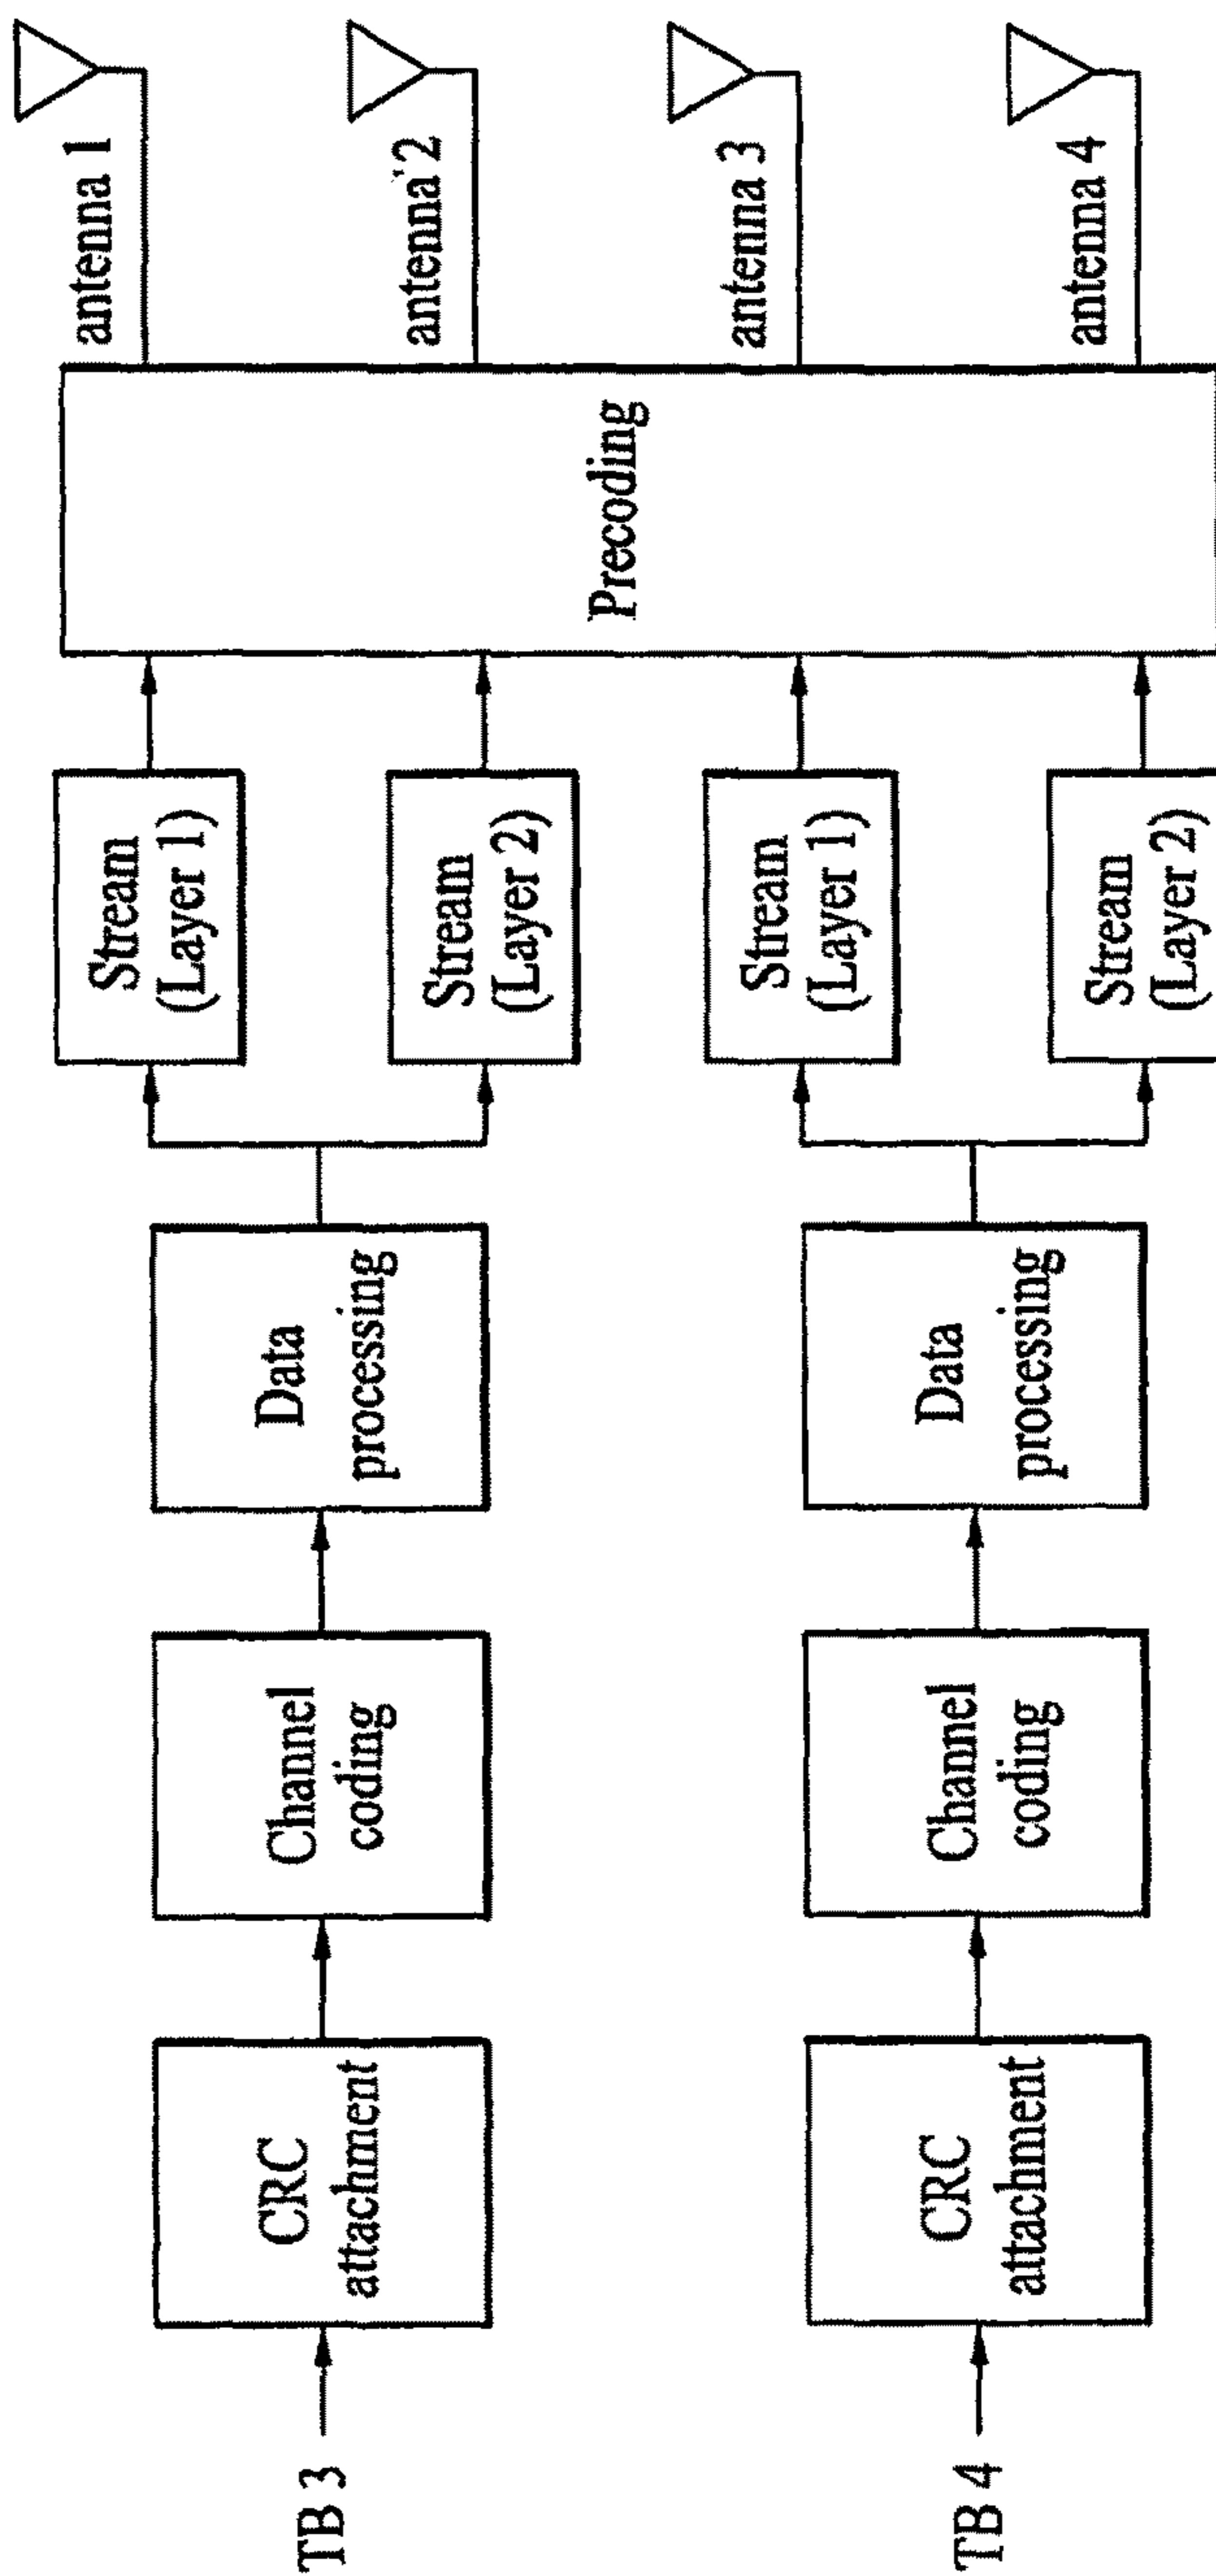 TB 3
CRC
attachment
Channel
coding
Data
processing
Stream
(Layer 1)
Stream
(Layer 2)
TB 4
CRC
attachment
Channel
coding
Data
processing
Stream
(Layer 1)
Stream
(Layer 2)
Precoding
antenna 1
antenna 2
antenna 3
antenna 4